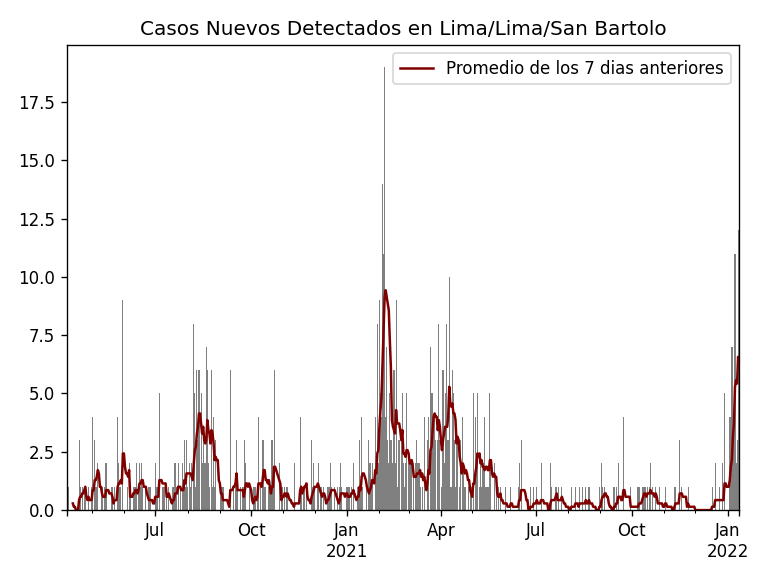 Casos Nuevos Detectados en Lima/Lima/San Bartolo
Promedio de los 7 dias anteriores
17.5
15.0
12.5
10.0
7.5
5.0
2.5
0.0
Jul
Oct
Jan
2021
Apr
Jul
Oct
Jan
2022